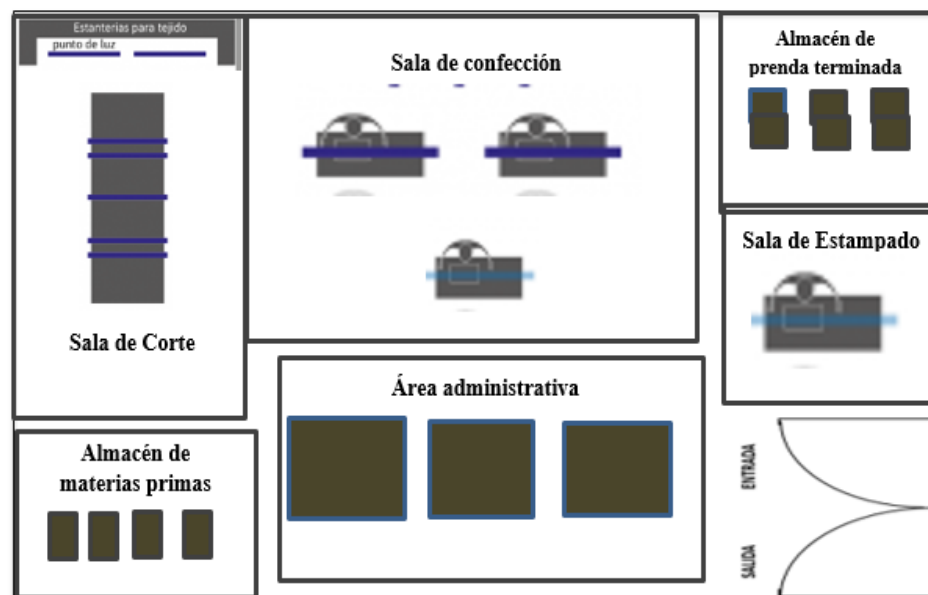 Estanterias para tejido
punto de luz
Sala de Corte
Sala de confección
Almacén de
prenda terminada
Sala de Estampado
Área administrativa
Almacén de
materias primas
ENTRADA
SALIDA